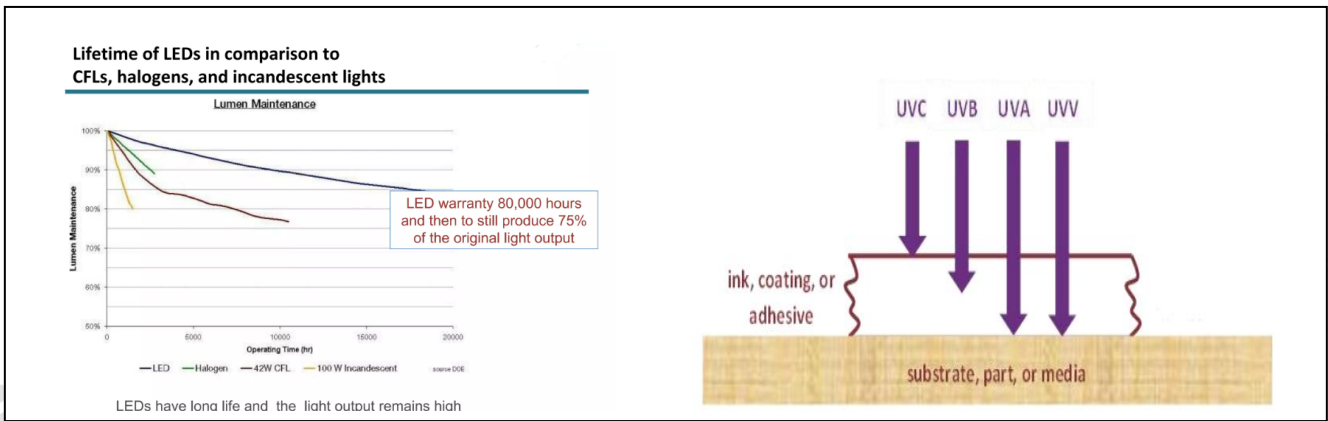 Lifetime of LEDs in comparison to
CFLs, halogens, and incandescent lights
Lumen Maintenance
100%
90%
80%
70%
60%
50%
Lumen Maintenance
0
5000
10000
15000
20000
Operating Time (hr)
LED
Halogen
42W CFL
100 W Incandescent
source DOE
LED warranty 80,000 hours
and then to still produce 75%
of the original light output
LEDs have long life and the light output remains high
UVC UVB UVA UVV
ink, coating, or
adhesive
substrate, part, or media